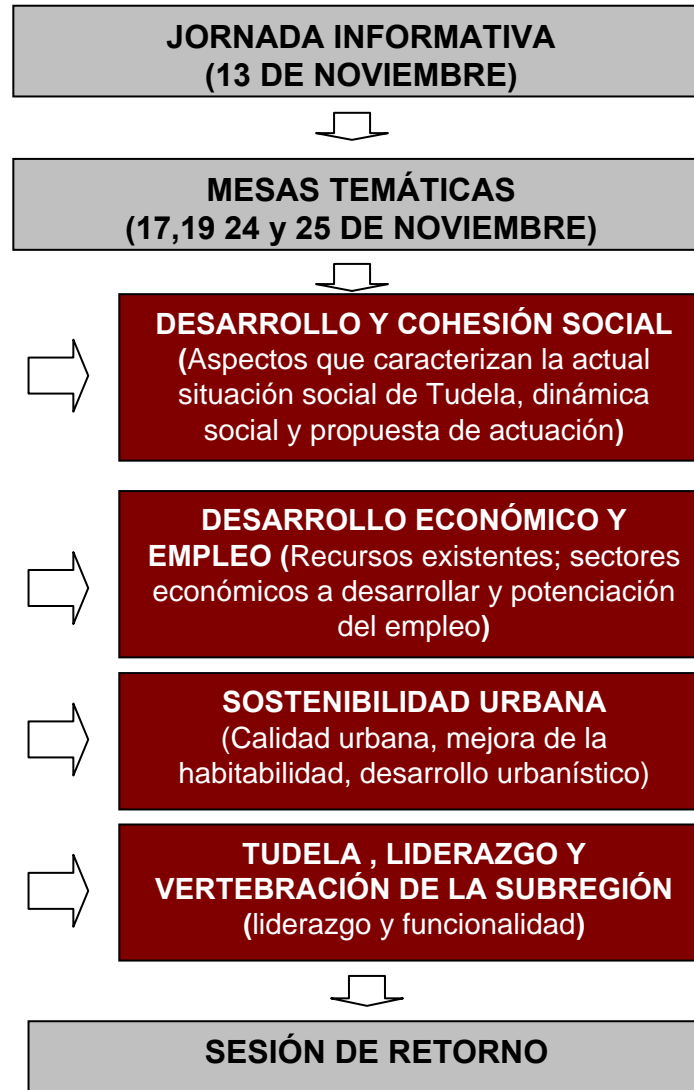 JORNADA INFORMATIVA
(13 DE NOVIEMBRE)
MESAS TEMÁTICAS
(17,19 24 y 25 DE NOVIEMBRE)
DESARROLLO Y COHESIÓN SOCIAL
(Aspectos que caracterizan la actual
situación social de Tudela, dinámica
social y propuesta de actuación)
DESARROLLO ECONÓMICO Y
EMPLEO (Recursos existentes; sectores
económicos a desarrollar y potenciación
del empleo)
SOSTENIBILIDAD URBANA
(Calidad urbana, mejora de la
habitabilidad, desarrollo urbanístico)
TUDELA , LIDERAZGO Y
VERTEBRACIÓN DE LA SUBREGIÓN
(liderazgo y funcionalidad)
SESIÓN DE RETORNO